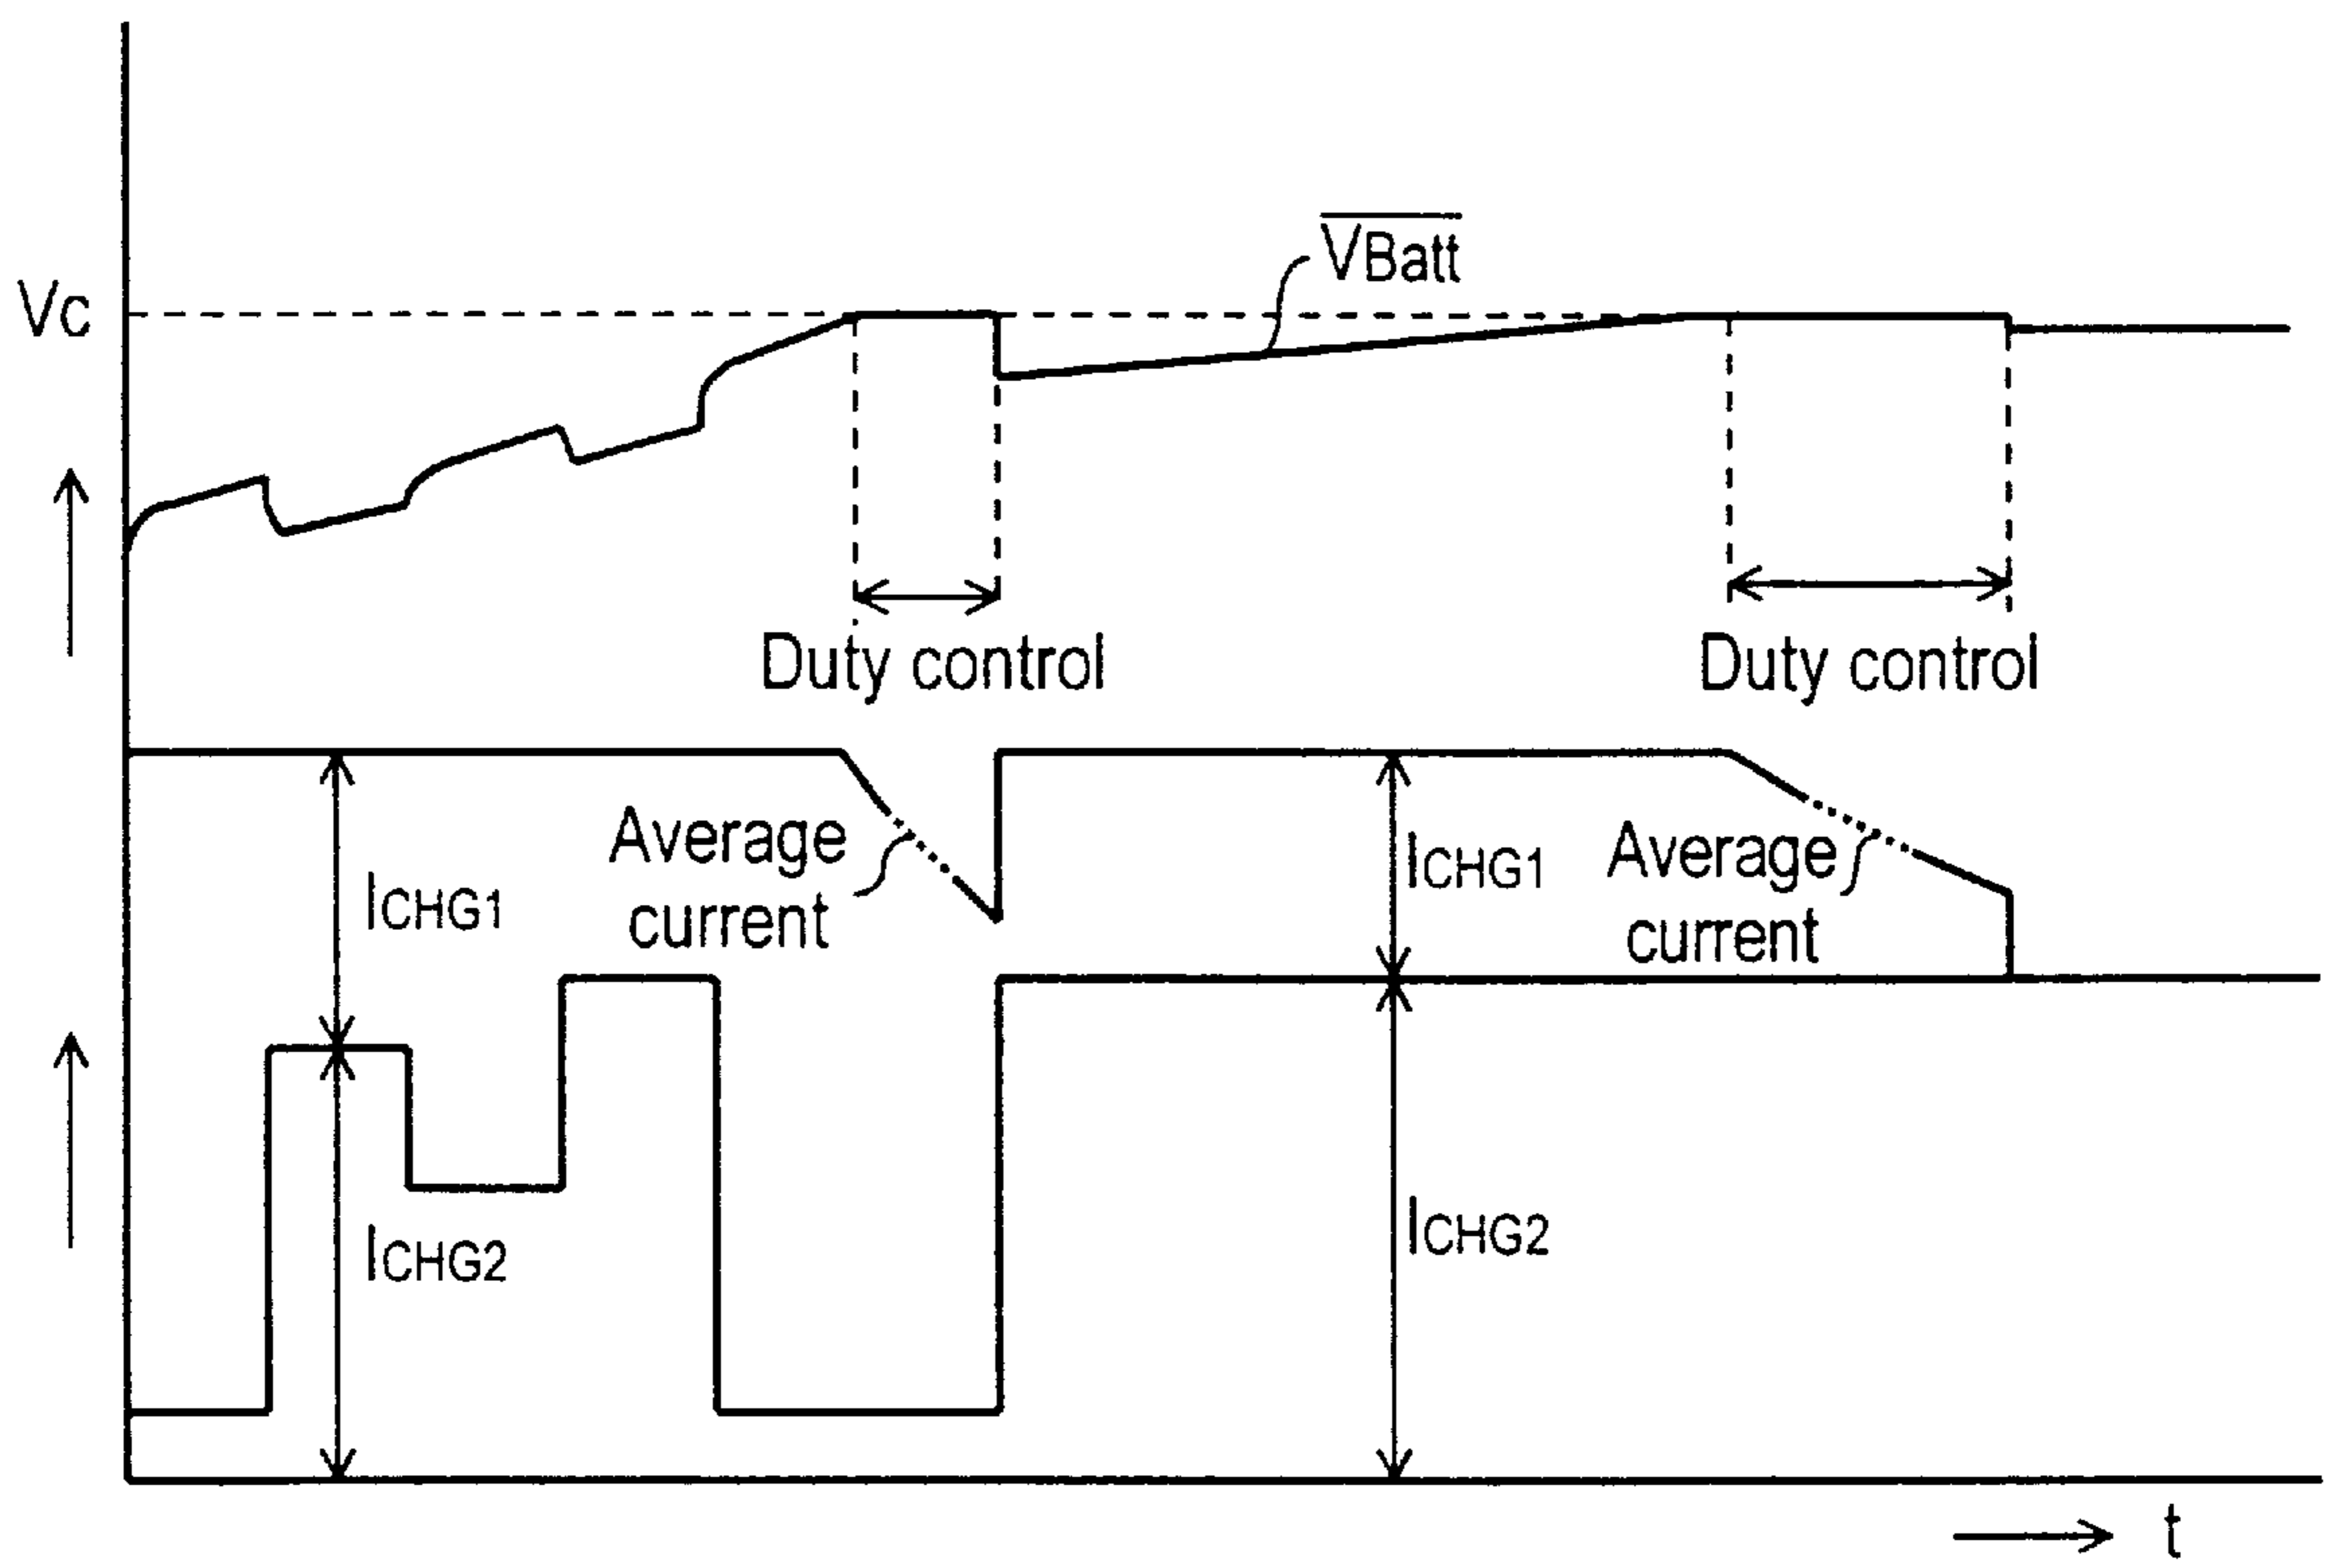 VBatt
Vc
Duty control
Duty control
Average
current
ICHG1
ICHG1
Average
current
ICHG2
ICHG2
t